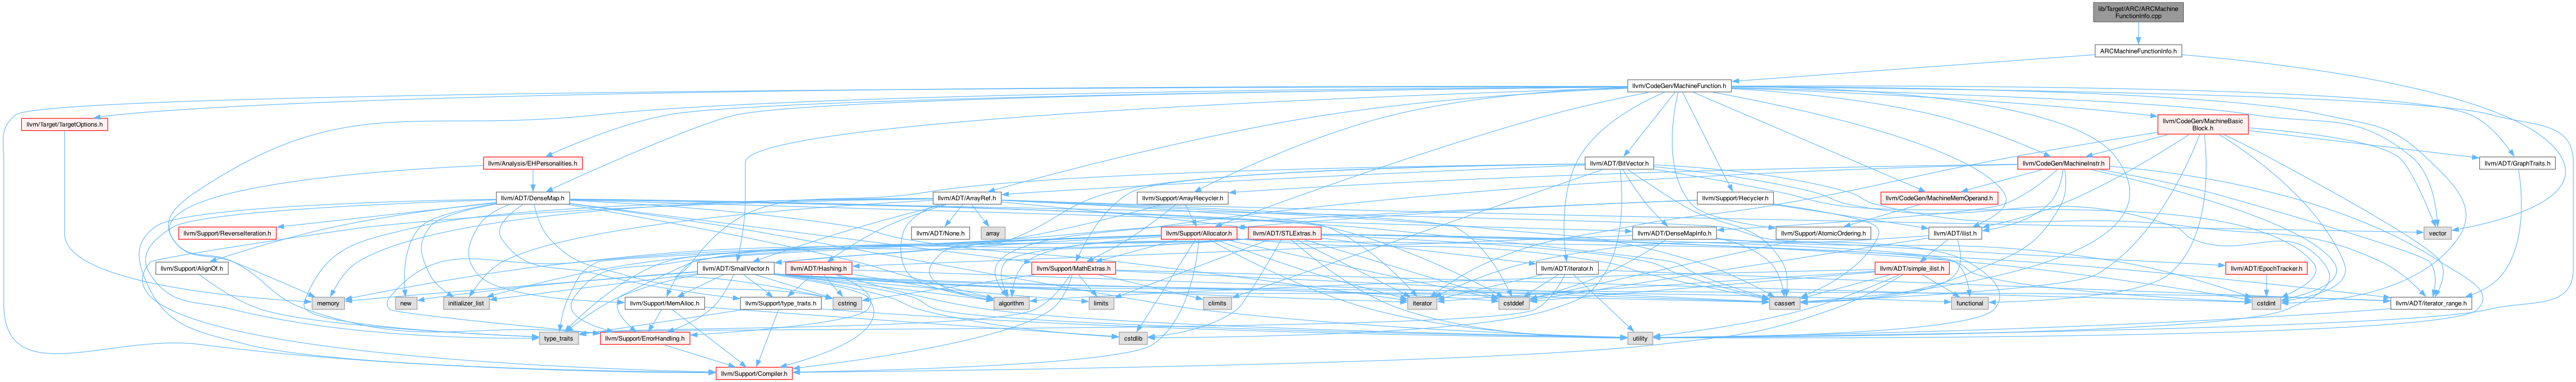 lib/Target/ARC/ARCMachine
FunctionInfo.cpp
ARCMachineFunctionInfo.h
llvm/CodeGen/MachineFunction.h
llvm/Target/TargetOptions.h
llvm/CodeGen/MachineBasic
Block.h
llvm/Analysis/EHPersonalities.h
llvm/ADT/BitVector.h
llvm/CodeGen/MachineInstr.h
llvm/ADT/GraphTraits.h
llvm/ADT/DenseMap.h
llvm/ADT/ArrayRef.h
llvm/Support/ArrayRecycler.h
llvm/Support/Recycler.h
llvm/CodeGen/MachineMemOperand.h
llvm/Support/ReverseIteration.h
llvm/ADT/None.h
array
llvm/Support/Allocator.h
llvm/ADT/STLExtras.h
llvm/ADT/DenseMapInfo.h
llvm/Support/AtomicOrdering.h
llvm/ADT/ilist.h
vector
llvm/Support/AlignOf.h
llvm/ADT/SmallVector.h
llvm/ADT/Hashing.h
llvm/Support/MathExtras.h
llvm/ADT/iterator.h
llvm/ADT/simple_ilist.h
llvm/ADT/EpochTracker.h
memory
new
initializer_list
llvm/Support/MemAlloc.h
llvm/Support/type_traits.h
cstring
algorithm
limits
climits
iterator
cstddef
cassert
functional
cstdint
llvm/ADT/iterator_range.h
type_traits
llvm/Support/ErrorHandling.h
cstdlib
utility
llvm/Support/Compiler.h